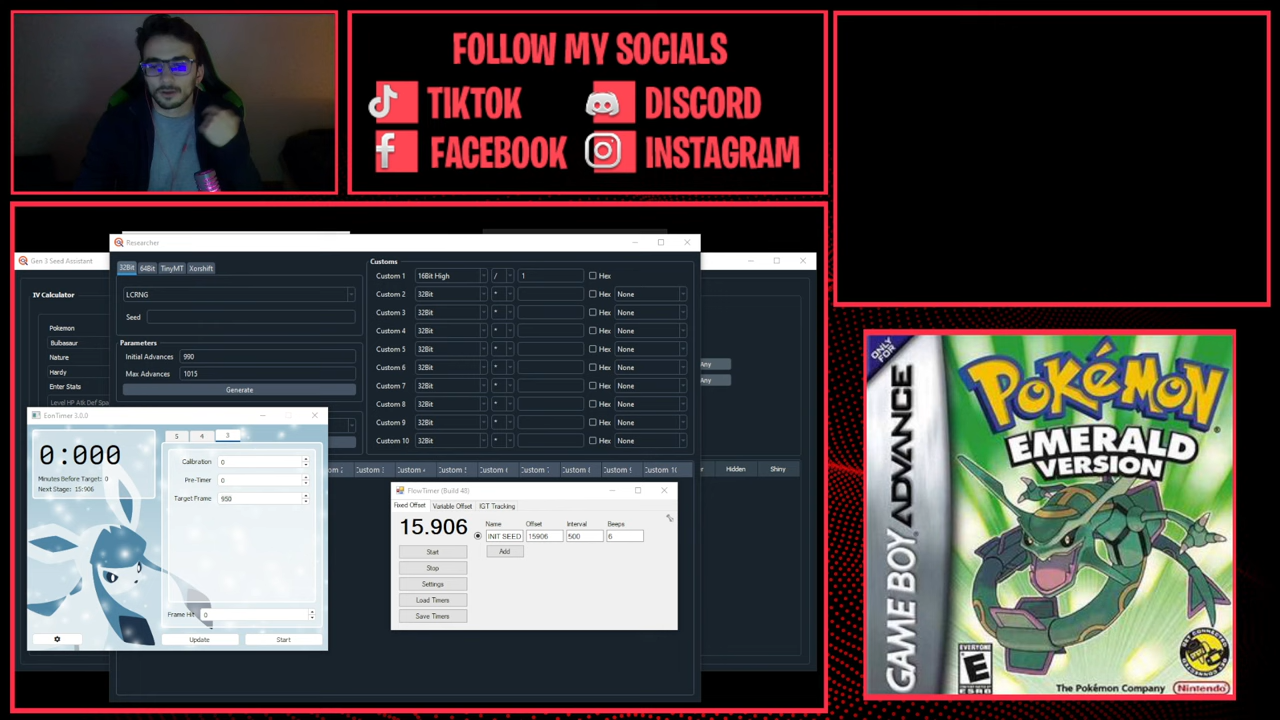 FOLLOW MY SOCIALS
TIKTOK
DISCORD
FACEBOOK
INSTAGRAM
Gen 3 Seed Assistant
IV Calculator
Pokemon
Bulbasaur
Nature
Hardy
Enter Stats
Level HP Atk Def
Any
Any
Hidden
Shiny
Researcher
32Bit 64Bit TinyMT Xorshift
LCRNG
Seed
Parameters
Initial Advances 990
Max Advances 1015
Generate
Customs
Custom 1 16Bit High / 1 Hex
Custom 2 32Bit * Hex None
Custom 3 32Bit * Hex None
Custom 4 32Bit * Hex None
Custom 5 32Bit * Hex None
Custom 6 32Bit * Hex None
Custom 7 32Bit * Hex None
Custom 8 32Bit * Hex None
Custom 9 32Bit * Hex None
Custom 10 32Bit * Hex None
EonTimer 3.0.0
0:000
Minutes Before Target: 0
Next Stage: 15:906
5 4 3
Calibration 0
Pre-Timer 0
Target Frame 950
Frame Hit 0
Update Start
FlowTimer (Build 48)
Fixed Offset Variable Offset IGT Tracking
15.906
Name Offset Interval Beeps
INIT SEED 15906 500 6
Add
Start
Stop
Settings
Load Timers
Save Timers
ONLY FOR
GAME BOY ADVANCE
POKéMON
EMERALD
VERSION
EVERYONE
E
The Pokémon Company
Nintendo